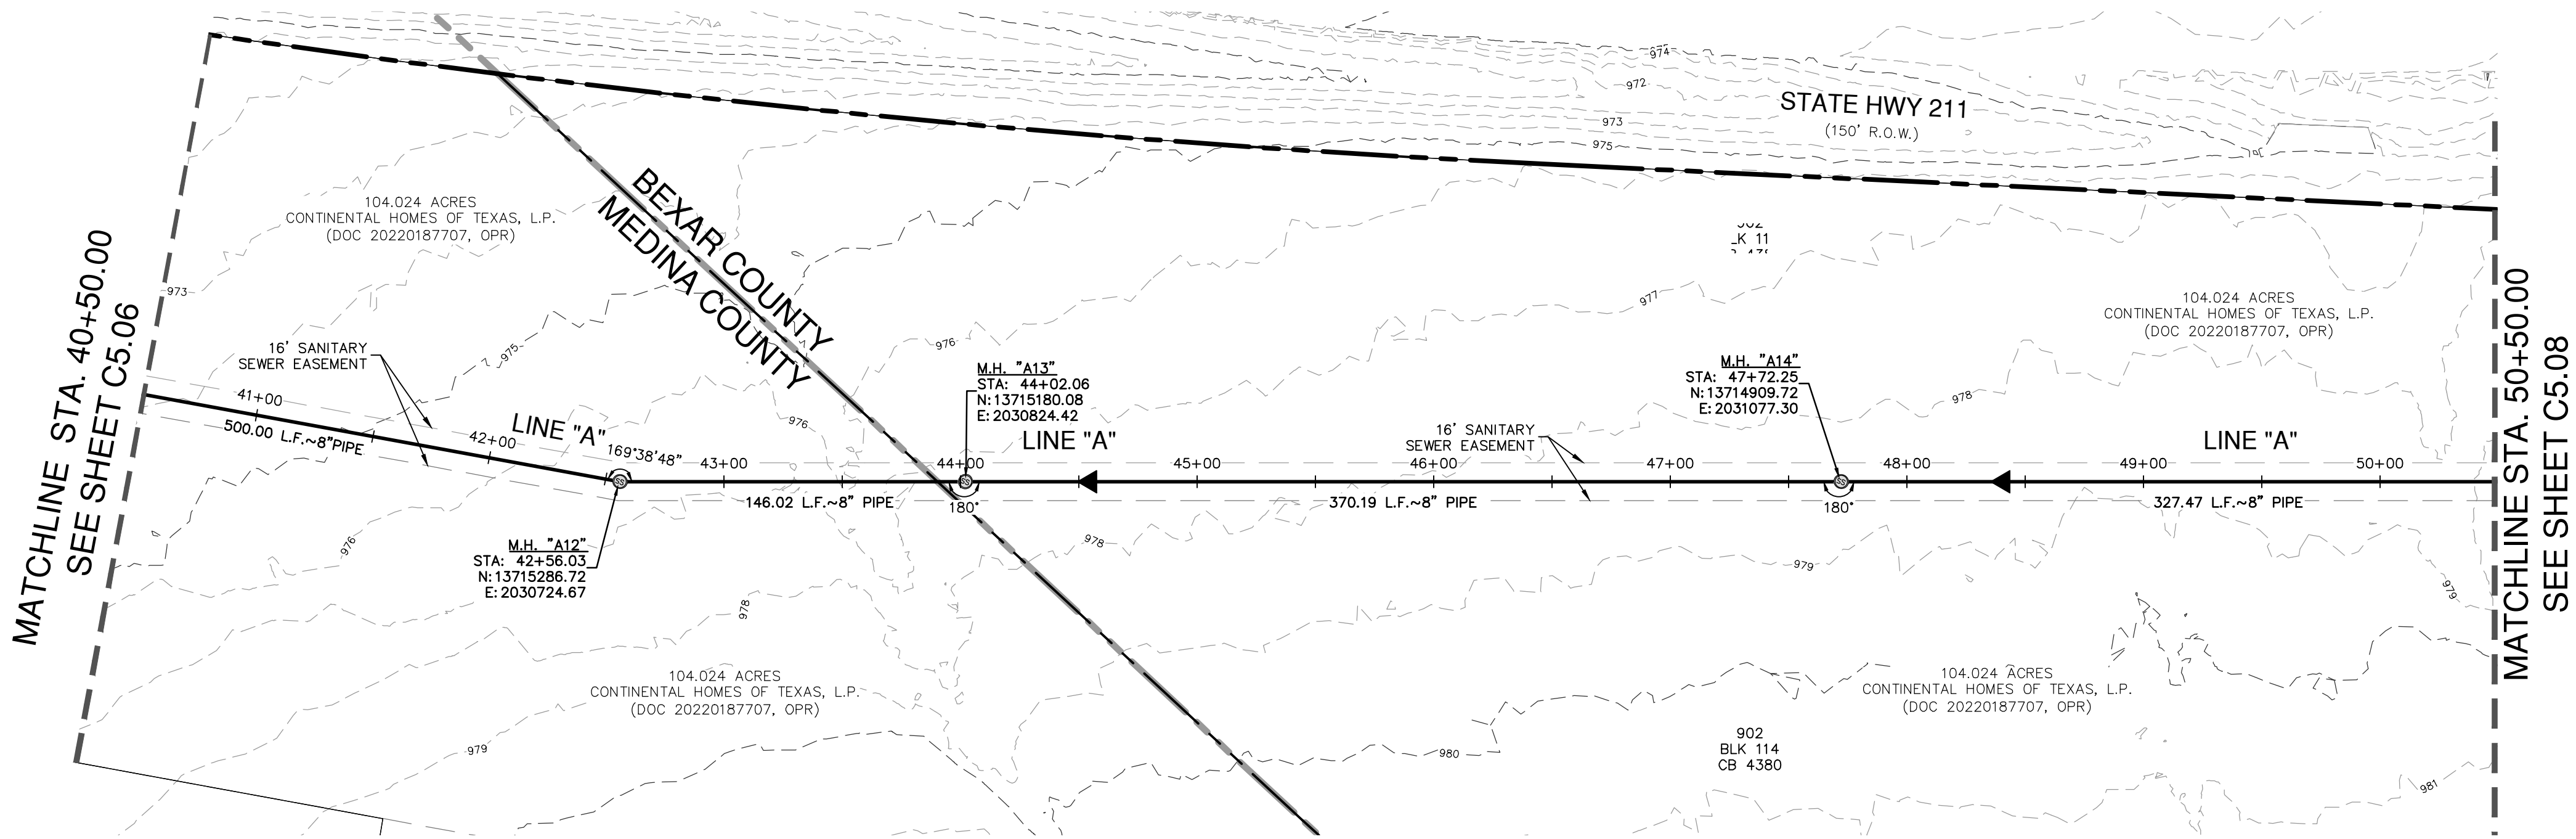 974
972
STATE HWY 211
(150' R.O.W.)
973
975
104.024 ACRES
CONTINENTAL HOMES OF TEXAS, L.P.
(DOC 20220187707, OPR)
BEXAR COUNTY
MEDINA COUNTY
MATCHLINE STA. 40+50.00
SEE SHEET C5.06
973
977
104.024 ACRES
CONTINENTAL HOMES OF TEXAS, L.P.
(DOC 20220187707, OPR)
MATCHLINE STA. 50+50.00
SEE SHEET C5.08
16' SANITARY
SEWER EASEMENT
975
976
M.H. "A13"
STA: 44+02.06
N:13715180.08
E:2030824.42
M.H. "A14"
STA: 47+72.25
N:13714909.72
E:2031077.30
978
976
41+00
500.00 L.F.~8"PIPE
42+00
LINE "A"
169°38'48"
43+00
44+00
LINE "A"
45+00
16' SANITARY
SEWER EASEMENT
46+00
47+00
48+00
49+00
LINE "A"
50+00
SS
SS
SS
146.02 L.F.~8" PIPE
180°
370.19 L.F.~8" PIPE
180°
327.47 L.F.~8" PIPE
976
M.H. "A12"
STA: 42+56.03
N:13715286.72
E:2030724.67
978
978
979
979
104.024 ACRES
CONTINENTAL HOMES OF TEXAS, L.P.
(DOC 20220187707, OPR)
104.024 ACRES
CONTINENTAL HOMES OF TEXAS, L.P.
(DOC 20220187707, OPR)
979
980
902
BLK 114
CB 4380
981